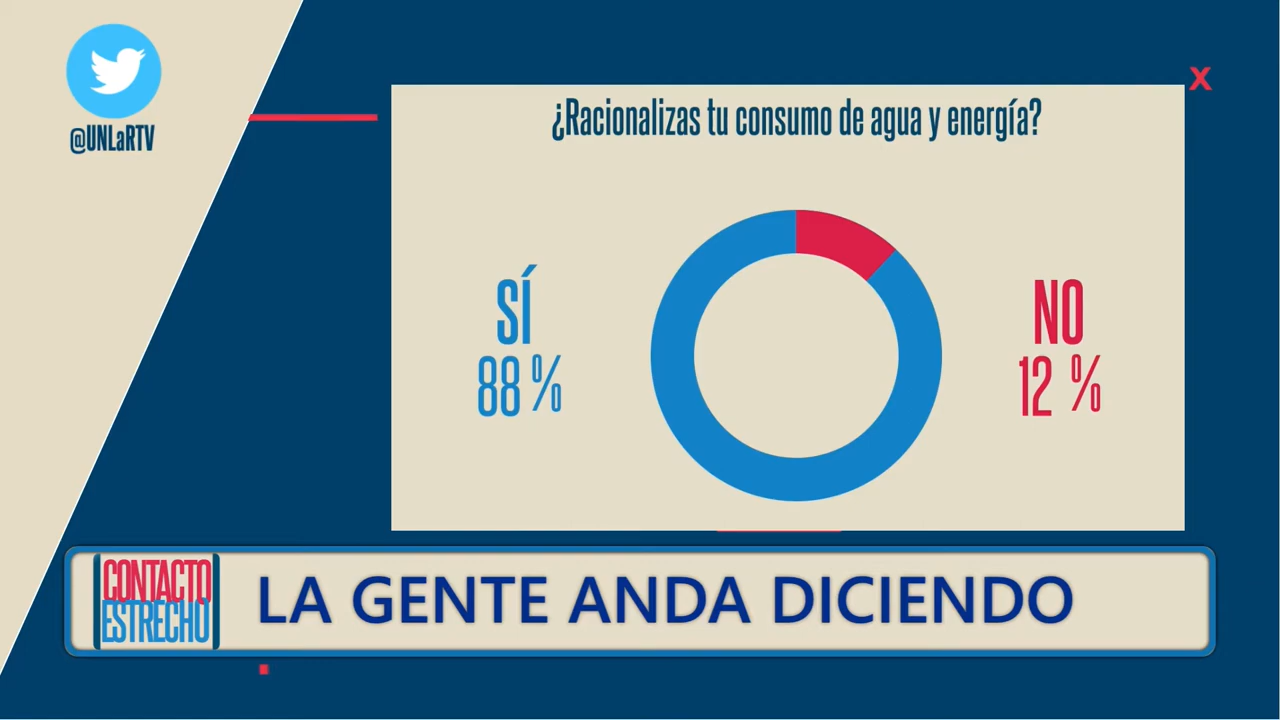 @UNLaRTV
X
¿Racionalizas tu consumo de agua y energía?
SÍ
88 %
NO
12 %
CONTACTO
ESTRECHO
LA GENTE ANDA DICIENDO